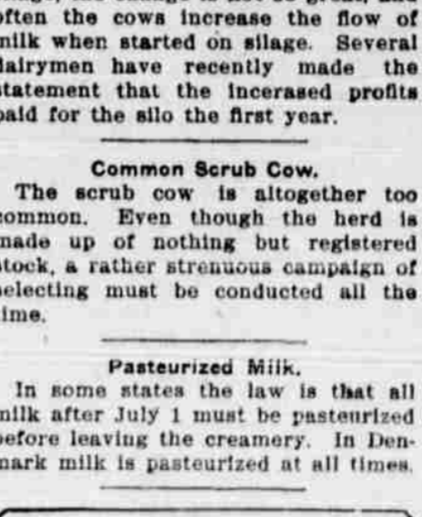 often the cows increase the flow of
milk when started on silage. Several
dairymen have recently made the
statement that the incerased profits
paid for the silo the first year.
Common Scrub Cow.
The scrub cow is altogether too
common. Even though the herd is
made up of nothing but registered
stock, a rather strenuous campaign of
selecting must be conducted all the
time.
Pasteurized Milk.
In some states the law is that all
milk after July 1 must be pasteurized
before leaving the creamery. In Den-
mark milk is pasteurized at all times.